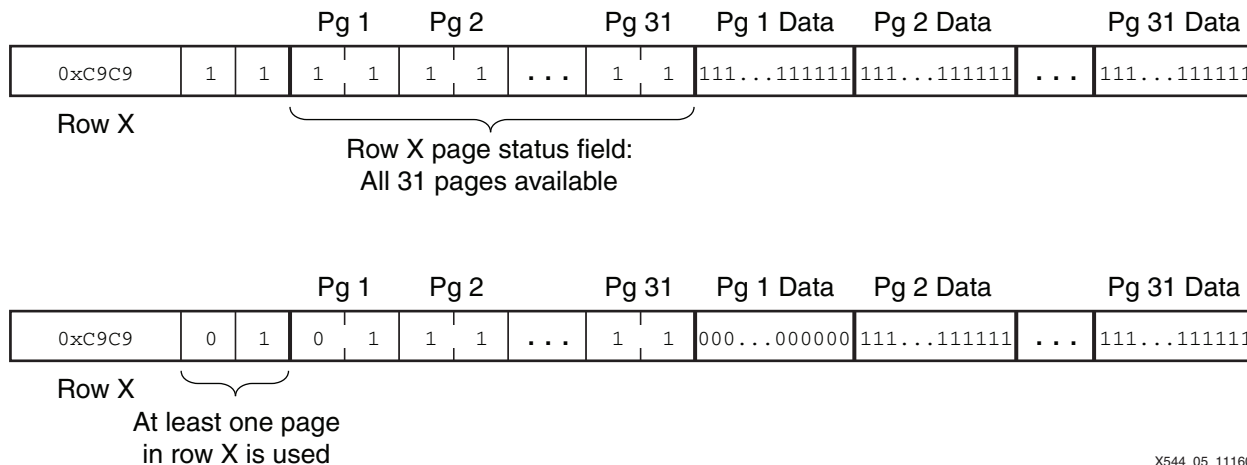 Pg 1 Pg 2 Pg 31 Pg 1 Data Pg 2 Data Pg 31 Data
0xC9C9 1 1 1 1 1 1 ... 1 1 111...111111 111...111111 ... 111...111111
Row X
Row X page status field:
All 31 pages available
Pg 1 Pg 2 Pg 31 Pg 1 Data Pg 2 Data Pg 31 Data
0xC9C9 0 1 0 1 1 1 ... 1 1 000...000000 111...111111 ... 111...111111
Row X
At least one page
in row X is used